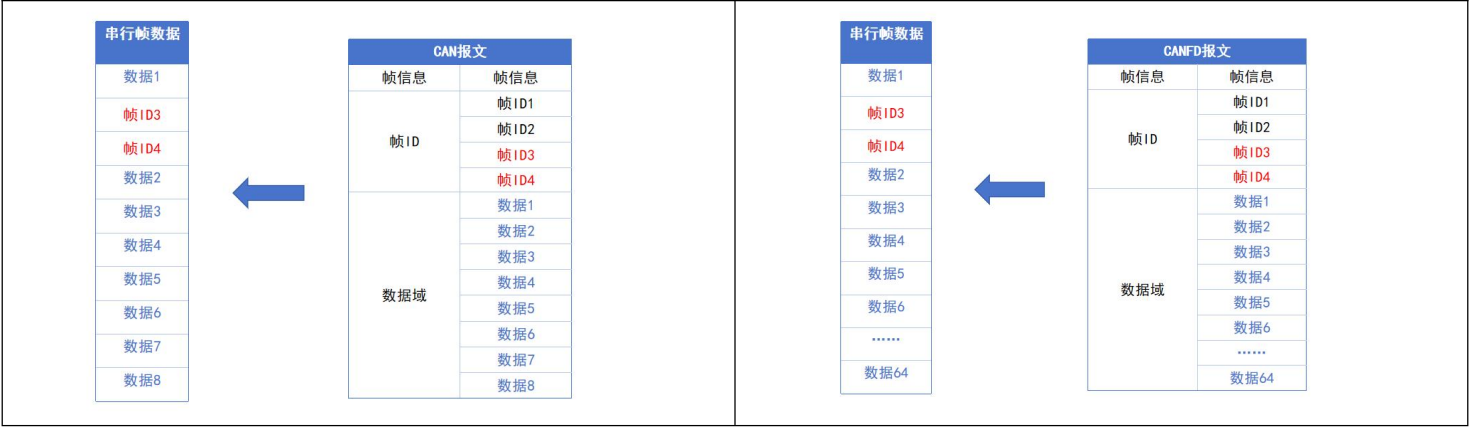 串行帧数据
数据1
帧ID3
帧ID4
数据2
数据3
数据4
数据5
数据6
数据7
数据8
CAN报文
帧信息 帧信息
帧ID
帧ID1
帧ID2
帧ID3
帧ID4
数据域
数据1
数据2
数据3
数据4
数据5
数据6
数据7
数据8
串行帧数据
数据1
帧ID3
帧ID4
数据2
数据3
数据4
数据5
数据6
……
数据64
CANFD报文
帧信息 帧信息
帧ID
帧ID1
帧ID2
帧ID3
帧ID4
数据域
数据1
数据2
数据3
数据4
数据5
数据6
……
数据64